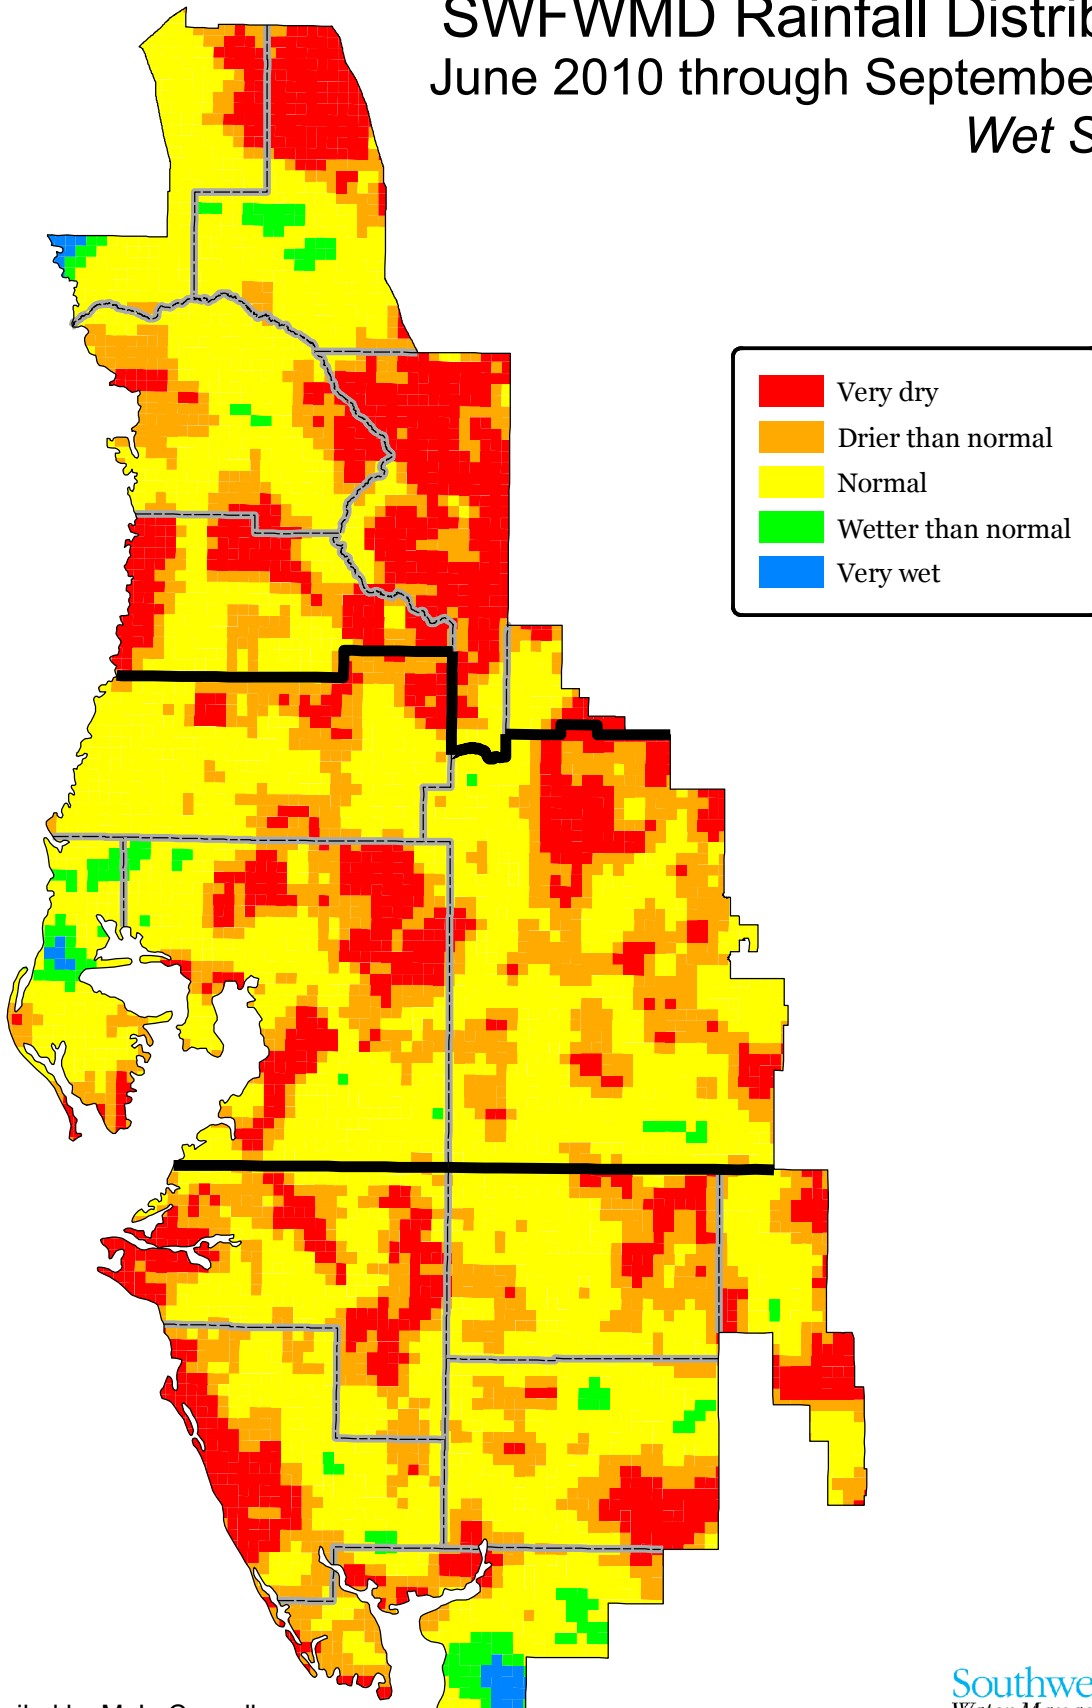 SWFWMD Rainfall Distrib
June 2010 through Septembe
Wet S
Very dry
Drier than normal
Normal
Wetter than normal
Very wet
Southwe